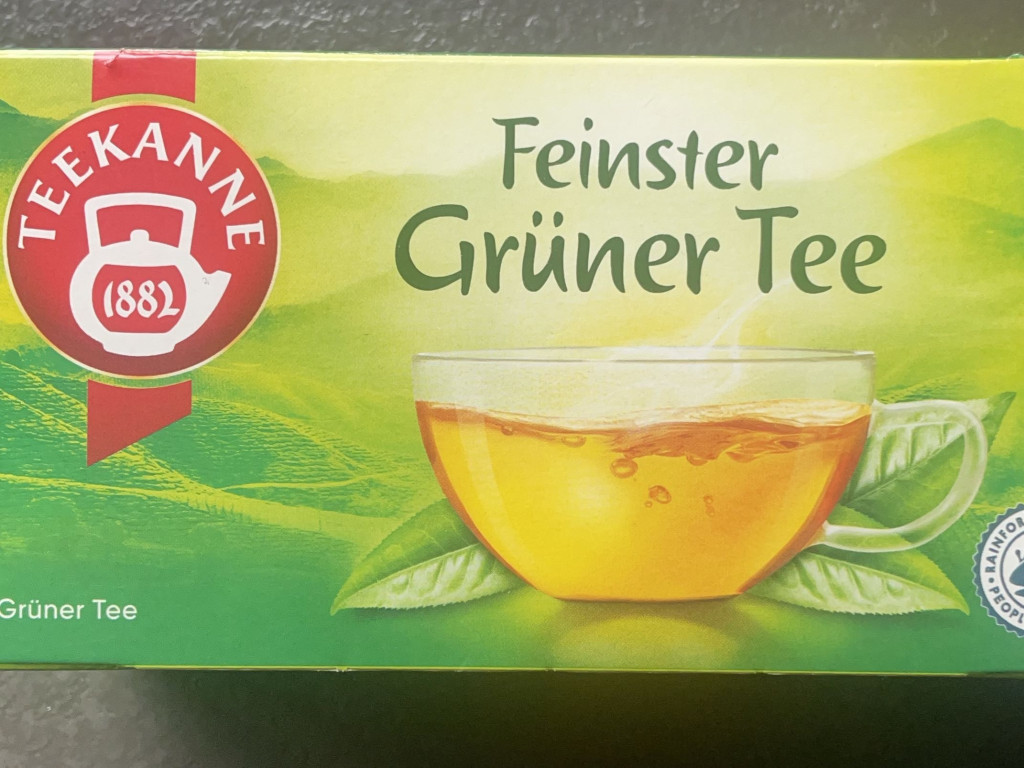 TEEKANNE
1882
Feinster
Grüner Tee
Grüner Tee